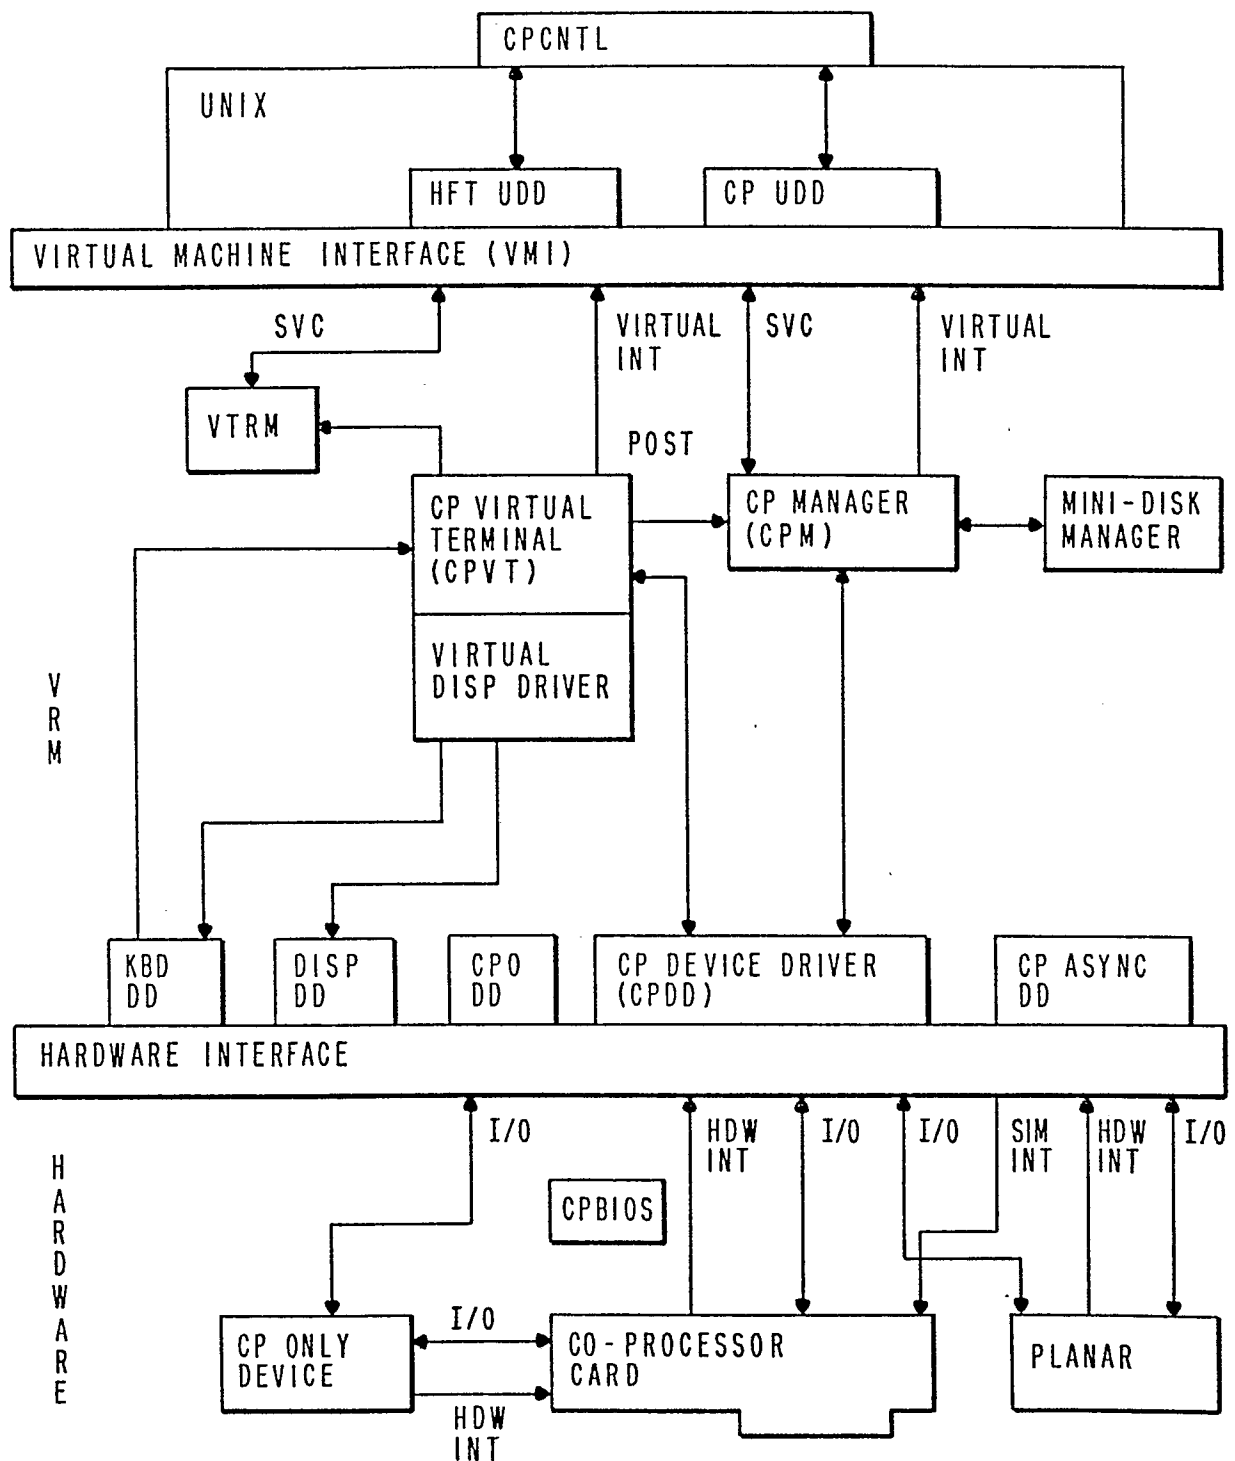 CPCNTL
UNIX
HFT UDD
CP UDD
VIRTUAL MACHINE INTERFACE (VMI)
SVC
VIRTUAL
INT
SVC
VIRTUAL
INT
VTRM
POST
CP VIRTUAL
TERMINAL
(CPVT)
CP MANAGER
(CPM)
MINI-DISK
MANAGER
VIRTUAL
DISP DRIVER
VRM
KBD
DD
DISP
DD
CPO
DD
CP DEVICE DRIVER
(CPDD)
CP ASYNC
DD
HARDWARE INTERFACE
I/O
HDW
INT
I/O
I/O
SIM
INT
HDW
INT
I/O
HARDWARE
CPBIOS
CP ONLY
DEVICE
I/O
HDW
INT
CO-PROCESSOR
CARD
PLANAR